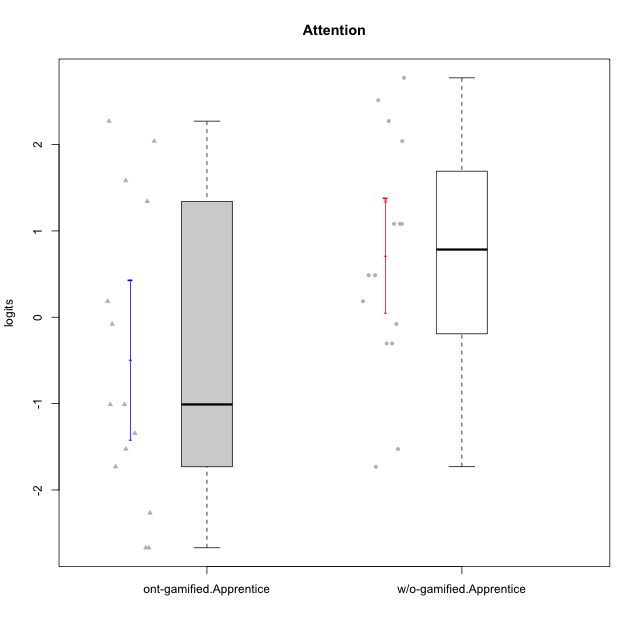 Attention
logits
2
1
0
-1
-2
ont-gamified.Apprentice
w/o-gamified.Apprentice